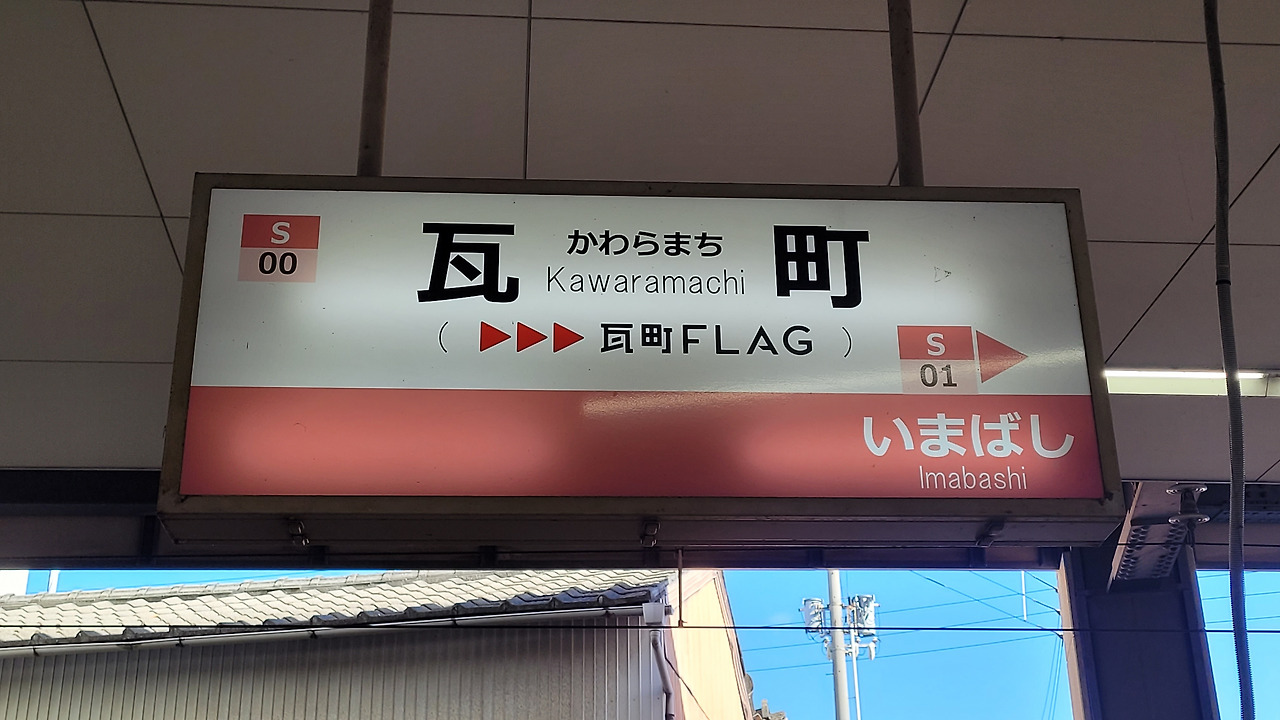 S
00
瓦町
かわらまち
Kawaramachi
( 瓦町FLAG )
S
01
いまばし
Imabashi